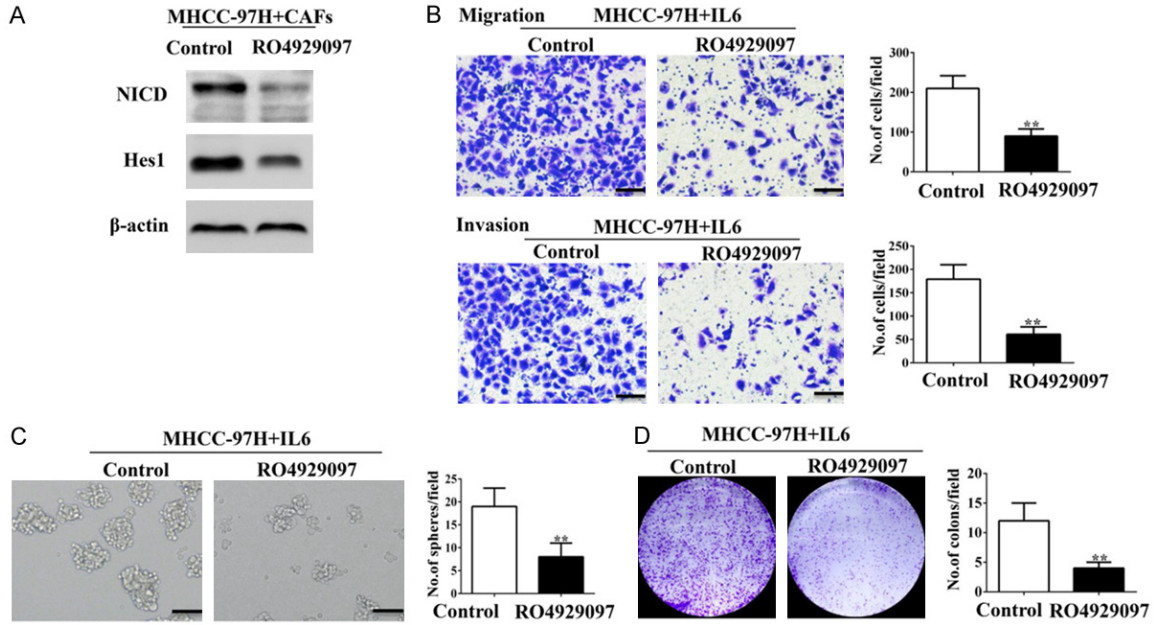 A
MHCC-97H+CAFs
Control RO4929097
NICD
Hes1
β-actin
B
Migration MHCC-97H+IL6
Control RO4929097
No.of cells/field
300
200
100
0
**
Control RO4929097
Invasion MHCC-97H+IL6
Control RO4929097
No.of cells/field
250
200
150
100
50
0
**
Control RO4929097
C
MHCC-97H+IL6
Control RO4929097
No.of spheres/field
25
20
15
10
5
0
**
Control RO4929097
D
MHCC-97H+IL6
Control RO4929097
No.of colons/field
15
10
5
0
**
Control RO4929097